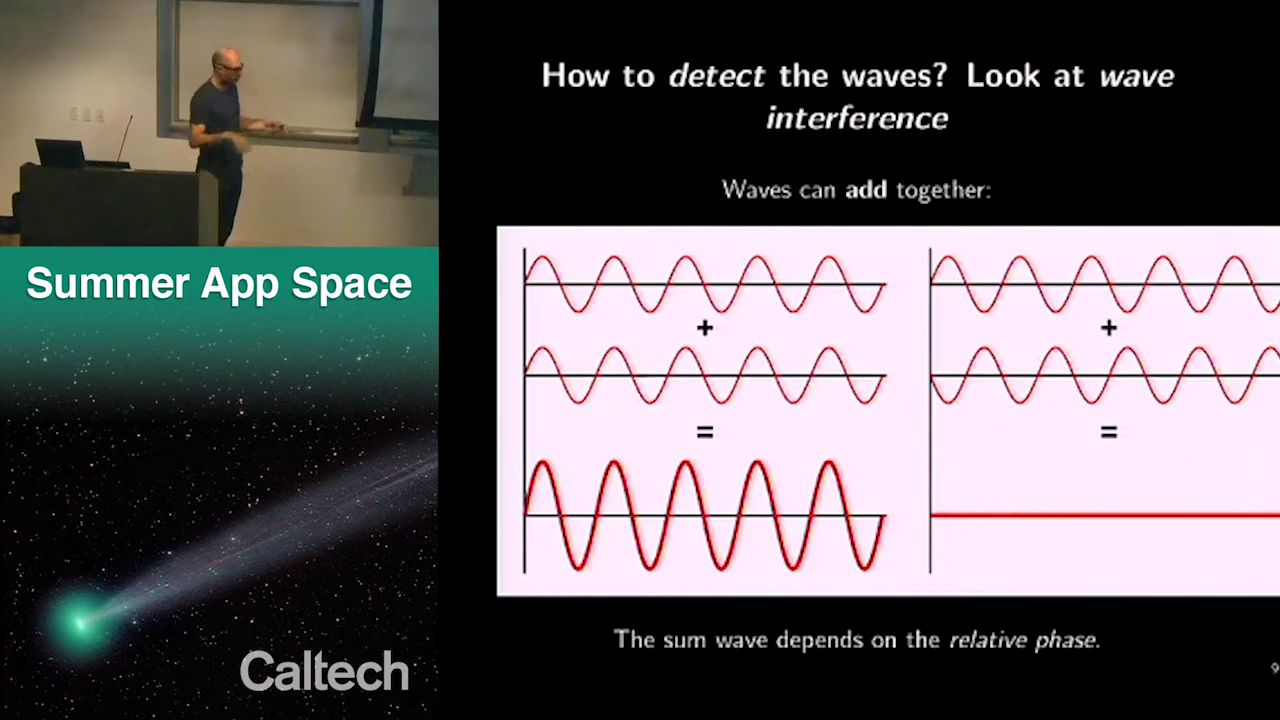 Summer App Space
Caltech
How to detect the waves? Look at wave
interference
Waves can add together:
+
+
=
=
The sum wave depends on the relative phase.
9